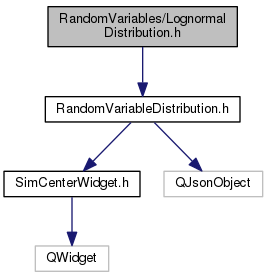 RandomVariables/Lognormal
Distribution.h
RandomVariableDistribution.h
SimCenterWidget.h
QJsonObject
QWidget